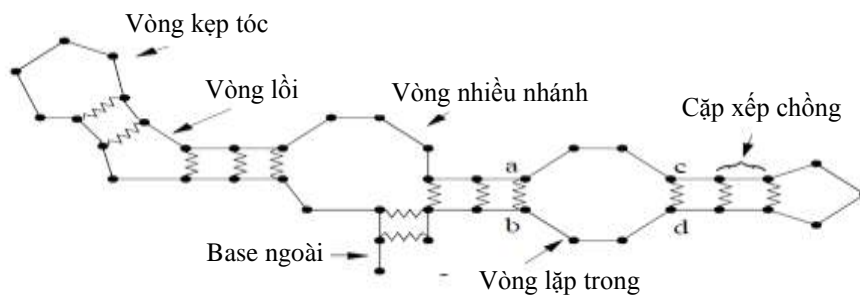 Vòng kẹp tóc
Vòng lồi
Vòng nhiều nhánh
Cặp xếp chồng
a
c
b
d
Base ngoài
Vòng lặp trong